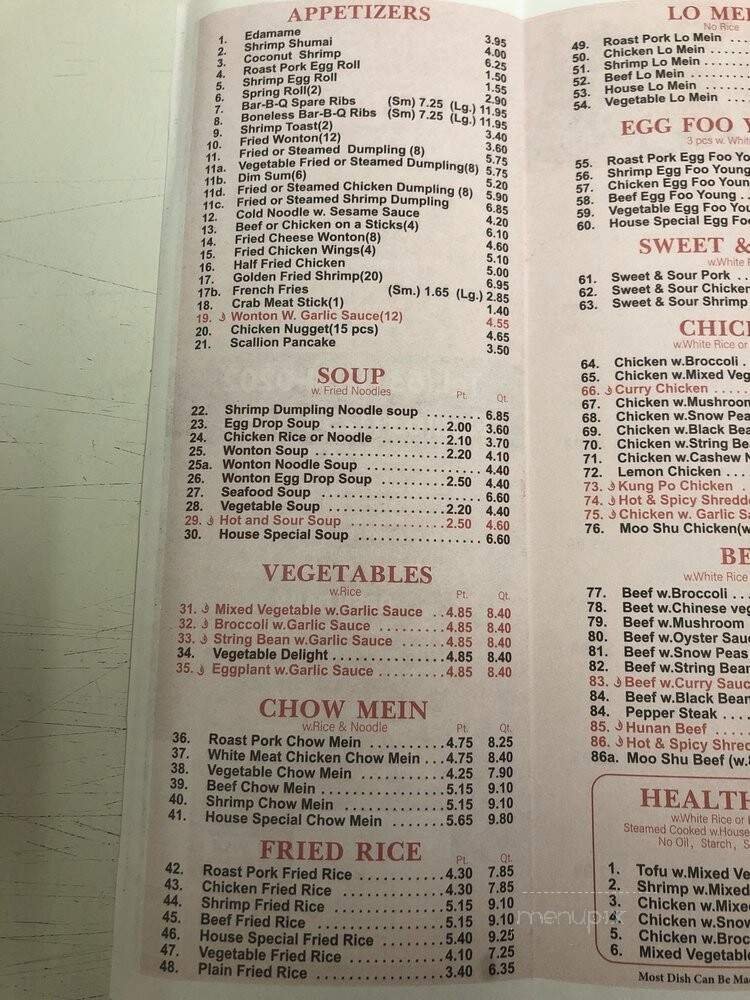 APPETIZERS
1. Edamame 3.95
2. Shrimp Shumai 4.00
3. Coconut Shrimp 6.25
4. Roast Pork Egg Roll 1.50
5. Shrimp Egg Roll 1.55
6. Spring Roll(2) 2.90
7. Bar-B-Q Spare Ribs (Sm) 7.25 (Lg.) 11.95
8. Boneless Bar-B-Q Ribs (Sm) 7.25 (Lg.) 11.95
9. Shrimp Toast(2) 3.40
10. Fried Wonton(12) 3.60
11. Fried or Steamed Dumpling (8) 5.75
11a. Vegetable Fried or Steamed Dumpling(8) 5.75
11b. Dim Sum(6) 5.20
11d. Fried or Steamed Chicken Dumpling (8) 5.90
11c. Fried or Steamed Shrimp Dumpling 6.85
12. Cold Noodle w. Sesame Sauce 4.20
13. Beef or Chicken on a Sticks(4) 6.10
14. Fried Cheese Wonton(8) 4.60
15. Fried Chicken Wings(4) 5.10
16. Half Fried Chicken 5.00
17. Golden Fried Shrimp(20) 6.95
17b. French Fries (Sm.) 1.65 (Lg.) 2.85
18. Crab Meat Stick(1) 1.40
19. Wonton W. Garlic Sauce(12) 4.55
20. Chicken Nugget(15 pcs) 4.65
21. Scallion Pancake 3.50
SOUP
w. Fried Noodles
Pt. Qt.
22. Shrimp Dumpling Noodle soup ........ 6.85
23. Egg Drop Soup ................ 2.00 3.60
24. Chicken Rice or Noodle ......... 2.10 3.70
25. Wonton Soup ................. 2.20 4.10
25a. Wonton Noodle Soup ............... 4.40
26. Wonton Egg Drop Soup ......... 2.50 4.40
27. Seafood Soup ..................... 6.60
28. Vegetable Soup ............... 2.20 4.40
29. Hot and Sour Soup ............ 2.50 4.60
30. House Special Soup ................ 6.60
VEGETABLES
w.Rice
Pt. Qt.
31. Mixed Vegetable w.Garlic Sauce ..4.85 8.40
32. Broccoli w.Garlic Sauce ........4.85 8.40
33. String Bean w.Garlic Sauce .....4.85 8.40
34. Vegetable Delight .............4.85 8.40
35. Eggplant w.Garlic Sauce ........4.85 8.40
CHOW MEIN
w.Rice & Noodle
Pt. Qt.
36. Roast Pork Chow Mein .........4.75 8.25
37. White Meat Chicken Chow Mein ...4.75 8.40
38. Vegetable Chow Mein ..........4.25 7.90
39. Beef Chow Mein ...............5.15 9.10
40. Shrimp Chow Mein ............5.15 9.10
41. House Special Chow Mein .......5.65 9.80
FRIED RICE
Pt. Qt.
42. Roast Pork Fried Rice ..........4.30 7.85
43. Chicken Fried Rice ............4.30 7.85
44. Shrimp Fried Rice .............5.15 9.10
45. Beef Fried Rice ...............5.15 9.10
46. House Special Fried Rice .......5.40 9.25
47. Vegetable Fried Rice ...........4.10 7.25
48. Plain Fried Rice ...............3.40 6.35
LO ME
No Rice
49. Roast Pork Lo Mein ...
50. Chicken Lo Mein ......
51. Shrimp Lo Mein ......
52. Beef Lo Mein ........
53. House Lo Mein .......
54. Vegetable Lo Mein ....
EGG FOO Y
3 pcs w. Whit
55. Roast Pork Egg Foo Yo
56. Shrimp Egg Foo Young
57. Chicken Egg Foo Youn
58. Beef Egg Foo Young ..
59. Vegetable Egg Foo You
60. House Special Egg Foo
SWEET &
w.White R
61. Sweet & Sour Pork ..
62. Sweet & Sour Chicken
63. Sweet & Sour Shrimp
CHIC
w.White Rice or
64. Chicken w.Broccoli .
65. Chicken w.Mixed Veg
66. Curry Chicken ....
67. Chicken w.Mushroom
68. Chicken w.Snow Pea
69. Chicken w.Black Bea
70. Chicken w.String Be
71. Chicken w.Cashew N
72. Lemon Chicken ...
73. Kung Po Chicken .
74. Hot & Spicy Shredde
75. Chicken w. Garlic Sa
76. Moo Shu Chicken(w
BE
w.White Rice
77. Beef w.Broccoli ...
78. Beet w.Chinese veg
79. Beef w.Mushroom
80. Beef w.Oyster Sauc
81. Beef w.Snow Peas
82. Beef w.String Bean
83. Beef w.Curry Sauc
84. Beef w.Black Bean
84. Pepper Steak ....
85. Hunan Beef .....
86. Hot & Spicy Shred
86a. Moo Shu Beef (w.
HEALTH
w.White Rice or
Steamed Cooked w.House
No Oil, Starch, S
1. Tofu w.Mixed Ve
2. Shrimp w.Mixed
3. Chicken w.Mixe
4. Chicken w.Snow
5. Chicken w.Broc
6. Mixed Vegetabl
Most Dish Can Be Ma
menupix